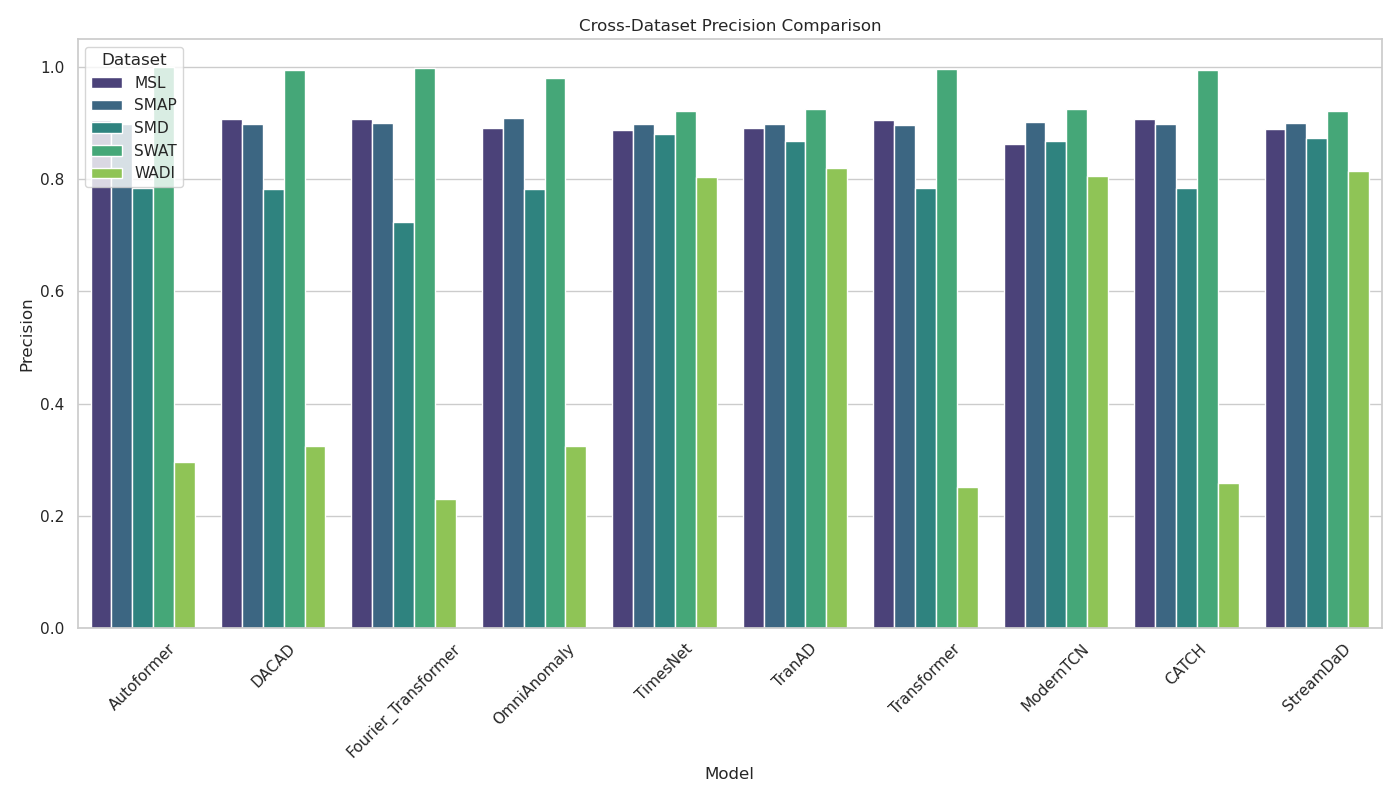 Cross-Dataset Precision Comparison
Dataset
MSL
SMAP
SMD
SWAT
WADI
1.0
0.8
0.6
0.4
0.2
0.0
Precision
Autoformer
DACAD
Fourier_Transformer
OmniAnomaly
TimesNet
TranAD
Transformer
ModernTCN
CATCH
StreamDaD
Model